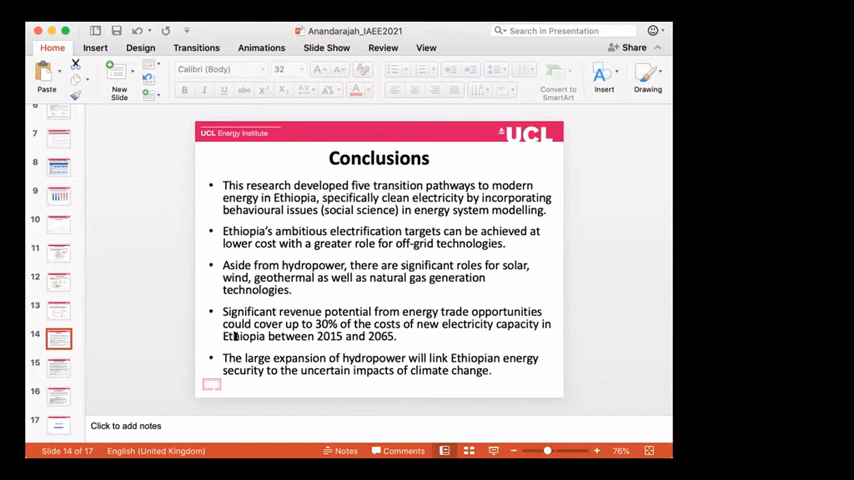 Anandarajah_IAEE2021
Search in Presentation
Home Insert Design Transitions Animations Slide Show Review View Share
Paste New Slide Calibri (Body) 32 Convert to SmartArt Insert Drawing
B I U abc X² X₂ AV Aa A
6
7
8
9
10
11
12
13
14
15
16
17
UCL Energy Institute UCL
Conclusions
• This research developed five transition pathways to modern
energy in Ethiopia, specifically clean electricity by incorporating
behavioural issues (social science) in energy system modelling.
• Ethiopia's ambitious electrification targets can be achieved at
lower cost with a greater role for off-grid technologies.
• Aside from hydropower, there are significant roles for solar,
wind, geothermal as well as natural gas generation
technologies.
• Significant revenue potential from energy trade opportunities
could cover up to 30% of the costs of new electricity capacity in
Ethiopia between 2015 and 2065.
• The large expansion of hydropower will link Ethiopian energy
security to the uncertain impacts of climate change.
Click to add notes
Slide 14 of 17 English (United Kingdom) Notes Comments 76%